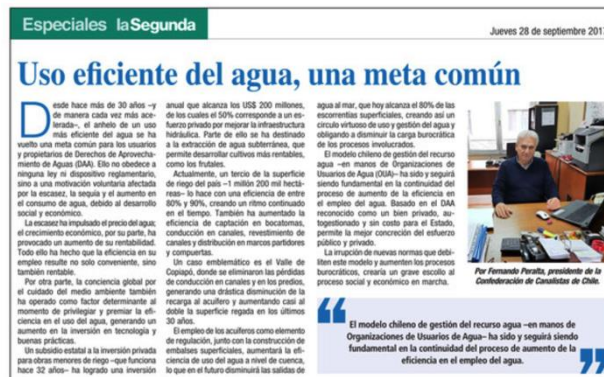 Especiales laSegunda
Jueves 28 de septiembre 201
Uso eficiente del agua, una meta común
Desde hace más de 30 años –y
de manera cada vez más ace-
lerada–, el anhelo de un uso
más eficiente del agua se ha
vuelto una meta común para los usuarios
y propietarios de Derechos de Aprovecha-
miento de Aguas (DAA). Ello no obedece a
ninguna ley ni dispositivo reglamentario,
sino a una motivación voluntaria afectada
por la escasez, la sequía y el aumento en
el consumo de agua, debido al desarrollo
social y económico.
La escasez ha impulsado el precio del agua;
el crecimiento económico, por su parte, ha
provocado un aumento de su rentabilidad.
Todo ello ha hecho que la eficiencia en su
empleo resulte no solo conveniente, sino
también rentable.
Por otra parte, la conciencia global por
el cuidado del medio ambiente también
ha operado como factor determinante al
momento de privilegiar y premiar la efi-
ciencia en el uso del agua, generando un
aumento en la inversión en tecnología y
buenas prácticas.
Un subsidio estatal a la inversión privada
para obras menores de riego –que funciona
hace 32 años– ha logrado una inversión
anual que alcanza los US$ 200 millones,
de los cuales el 50% corresponde a un es-
fuerzo privado por mejorar la infraestructura
hidráulica. Parte de ello se ha destinado
a la extracción de agua subterránea, que
permite desarrollar cultivos más rentables,
como los frutales.
Actualmente, un tercio de la superficie
de riego del país –1 millón 200 mil hectá-
reas– lo hace con una eficiencia de entre
80% y 90%, creando un ritmo continuado
en el tiempo. También ha aumentado la
eficiencia de captación en bocatomas,
conducción en canales, revestimiento de
canales y distribución en marcos partidores
y compuertas.
Un caso emblemático es el Valle de
Copiapó, donde se eliminaron las pérdidas
de conducción en canales y en los predios,
generando una drástica disminución de la
recarga al acuífero y aumentando casi al
doble la superficie regada en los últimos
30 años.
El empleo de los acuíferos como elemento
de regulación, junto con la construcción de
embalses superficiales, aumentará la efi-
ciencia de uso del agua a nivel de cuenca,
lo que en el futuro disminuirá las salidas de
agua al mar, que hoy alcanza el 80% de las
escorrentías superficiales, creando así un
círculo virtuoso de uso y gestión del agua y
obligando a disminuir la carga burocrática
de los procesos involucrados.
El modelo chileno de gestión del recurso
agua –en manos de Organizaciones de
Usuarios de Agua (OUA)– ha sido y seguirá
siendo fundamental en la continuidad del
proceso de aumento de la eficiencia en
el empleo del agua. Basado en el DAA
reconocido como un bien privado, au-
togestionado y sin costo para el Estado,
permite la mejor concreción del esfuerzo
público y privado.
La irrupción de nuevas normas que debi-
liten este modelo y aumenten los procesos
burocráticos, crearía un grave escollo al
proceso social y económico en marcha.
Por Fernando Peralta, presidente de la
Confederación de Canalistas de Chile.
“ El modelo chileno de gestión del recurso agua –en manos de
Organizaciones de Usuarios de Agua– ha sido y seguirá siendo
fundamental en la continuidad del proceso de aumento de la
eficiencia en el empleo del agua. ”